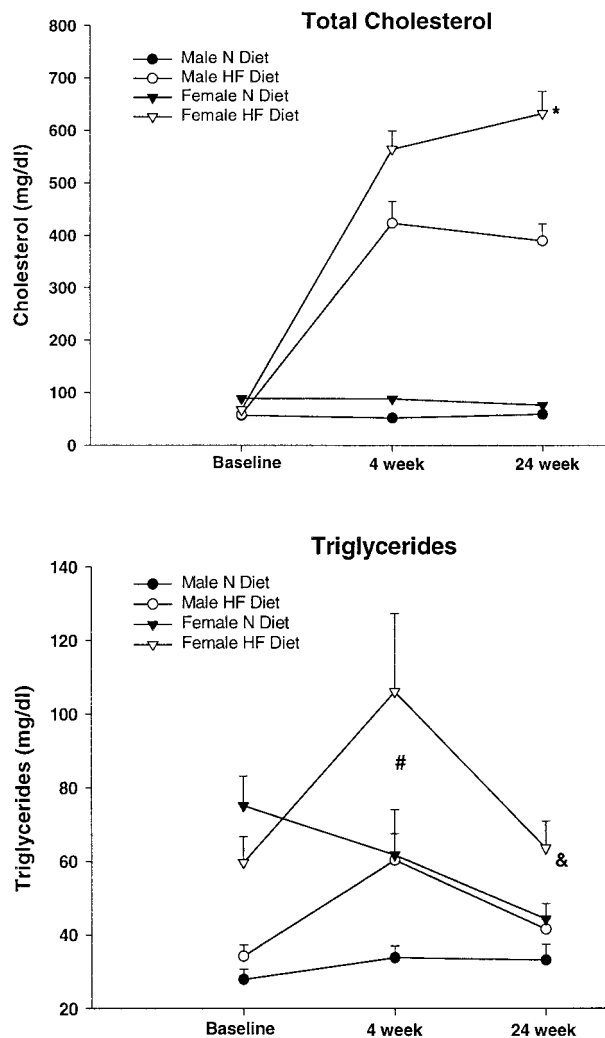 Total Cholesterol
800
700
600
500
400
300
200
100
0
Cholesterol (mg/dl)
Male N Diet
Male HF Diet
Female N Diet
Female HF Diet
*
Baseline 4 week 24 week
Triglycerides
140
120
100
80
60
40
20
Triglycerides (mg/dl)
Male N Diet
Male HF Diet
Female N Diet
Female HF Diet
#
&
Baseline 4 week 24 week